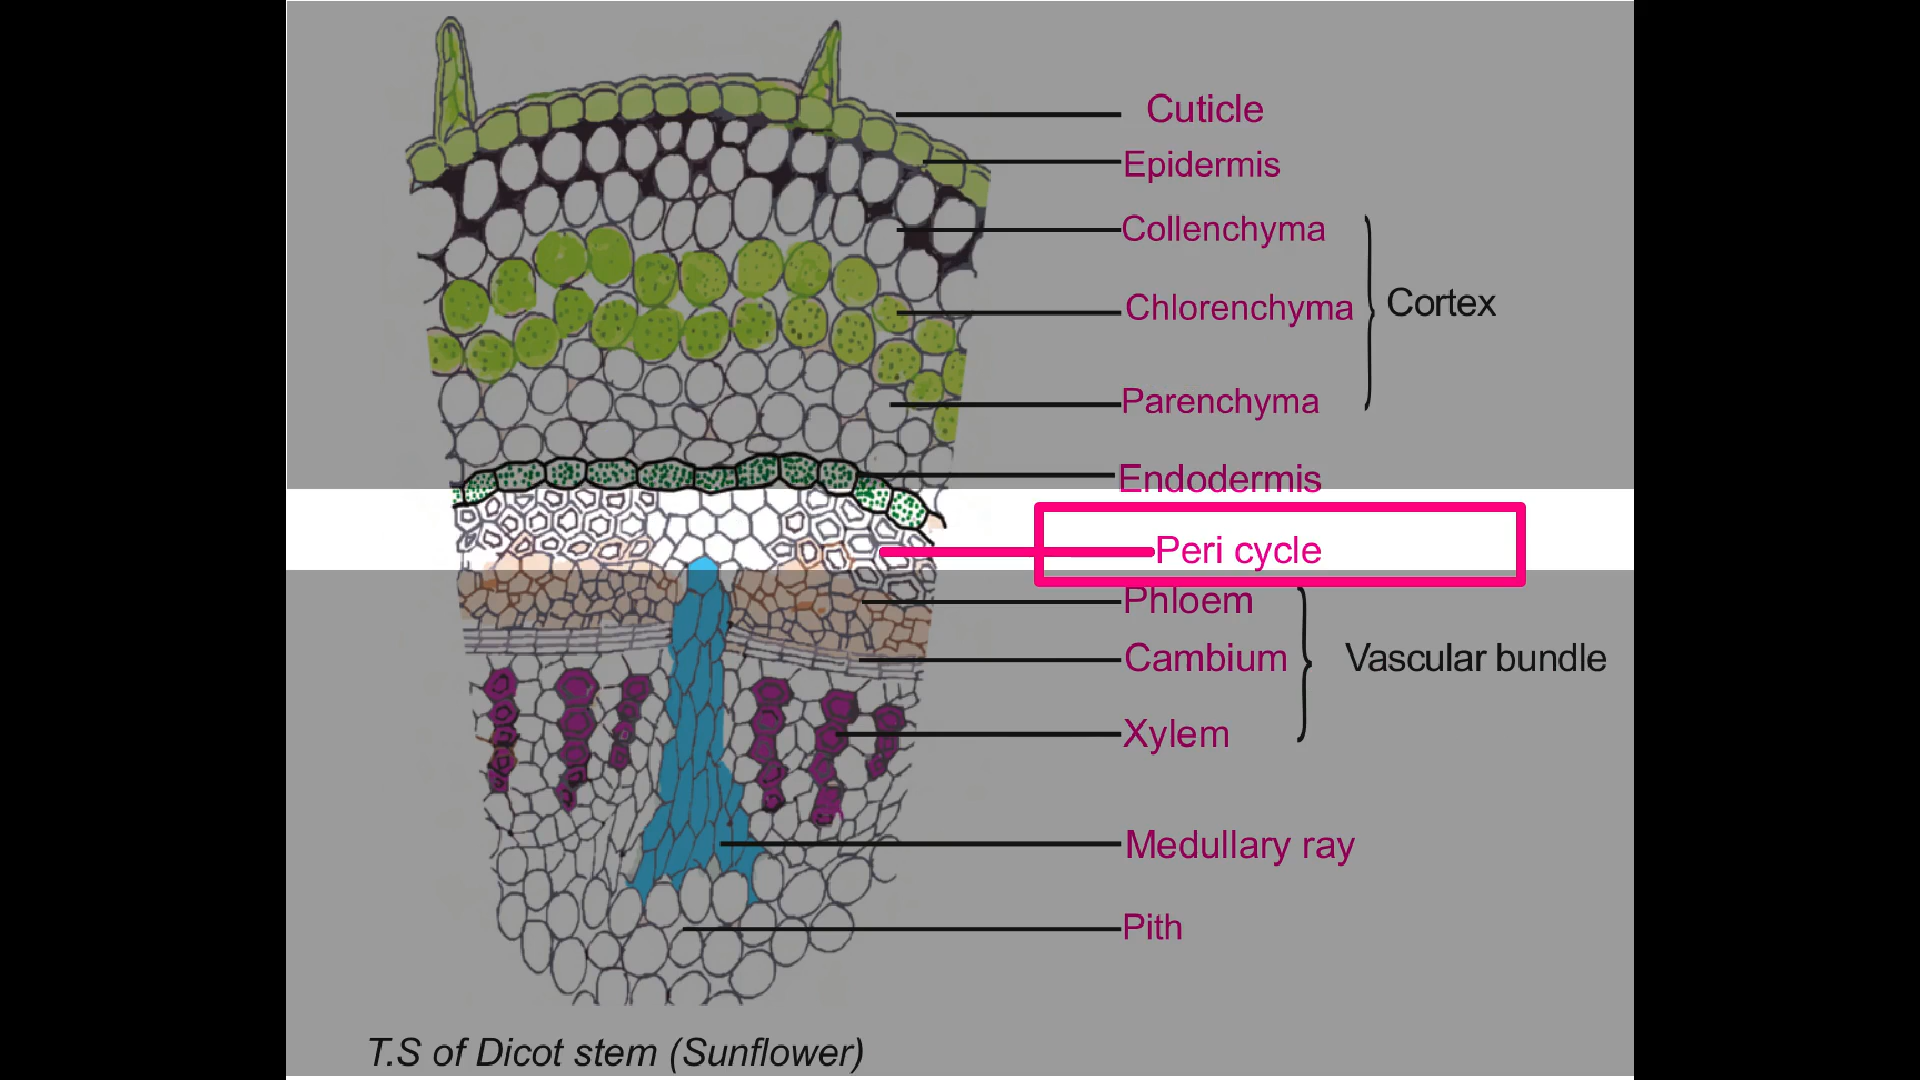 Cuticle
Epidermis
Collenchyma
Chlorenchyma
Cortex
Parenchyma
Endodermis
Peri cycle
Phloem
Cambium
Vascular bundle
Xylem
Medullary ray
Pith
T.S of Dicot stem (Sunflower)